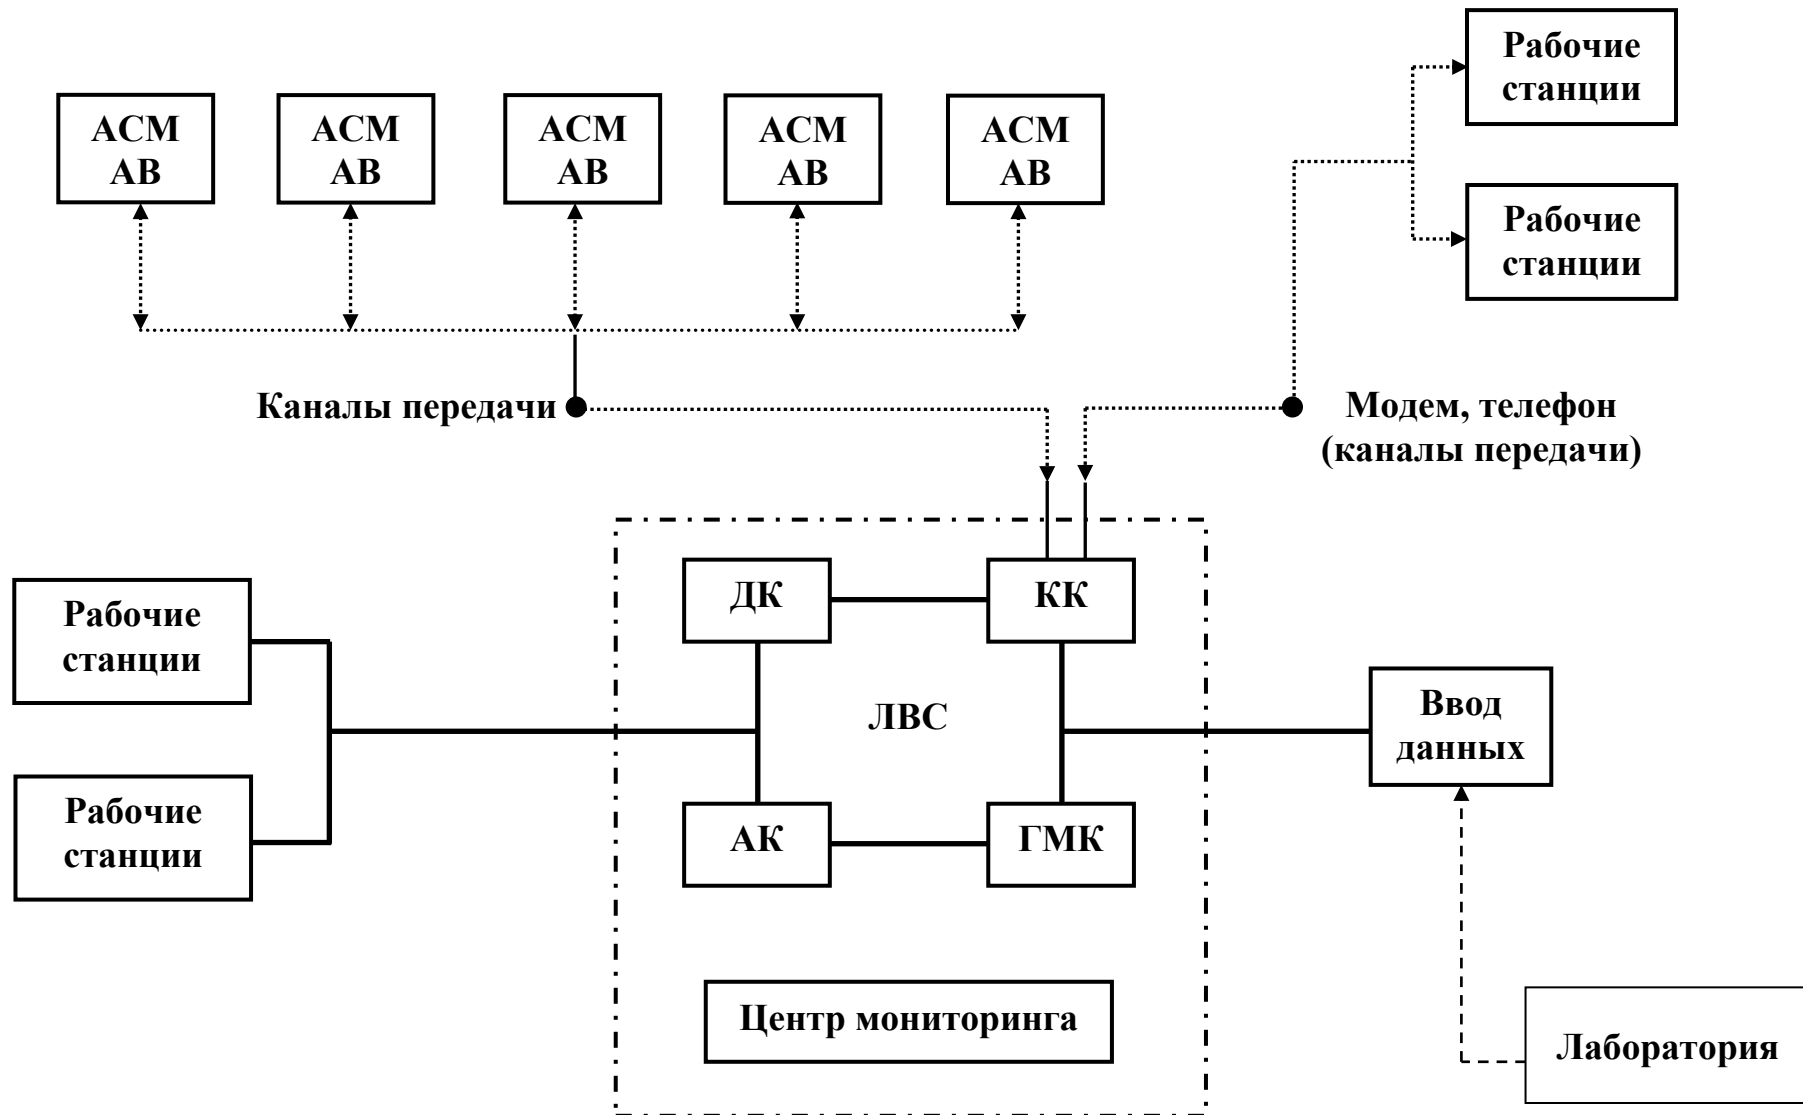 Рабочие
станции
АСМ
АВ
АСМ
АВ
АСМ
АВ
АСМ
АВ
АСМ
АВ
Рабочие
станции
Каналы передачи
Модем, телефон
(каналы передачи)
ДК
КК
Рабочие
станции
ЛВС
Ввод
данных
Рабочие
станции
АК
ГМК
Центр мониторинга
Лаборатория